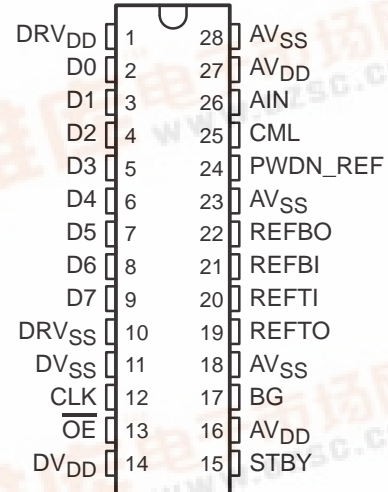 DRVDD 1 28 AVSS
D0 2 27 AVDD
D1 3 26 AIN
D2 4 25 CML
D3 5 24 PWDN_REF
D4 6 23 AVSS
D5 7 22 REFBO
D6 8 21 REFBI
D7 9 20 REFTI
DRVSS 10 19 REFTO
DVSS 11 18 AVSS
CLK 12 17 BG
OE 13 16 AVDD
DVDD 14 15 STBY